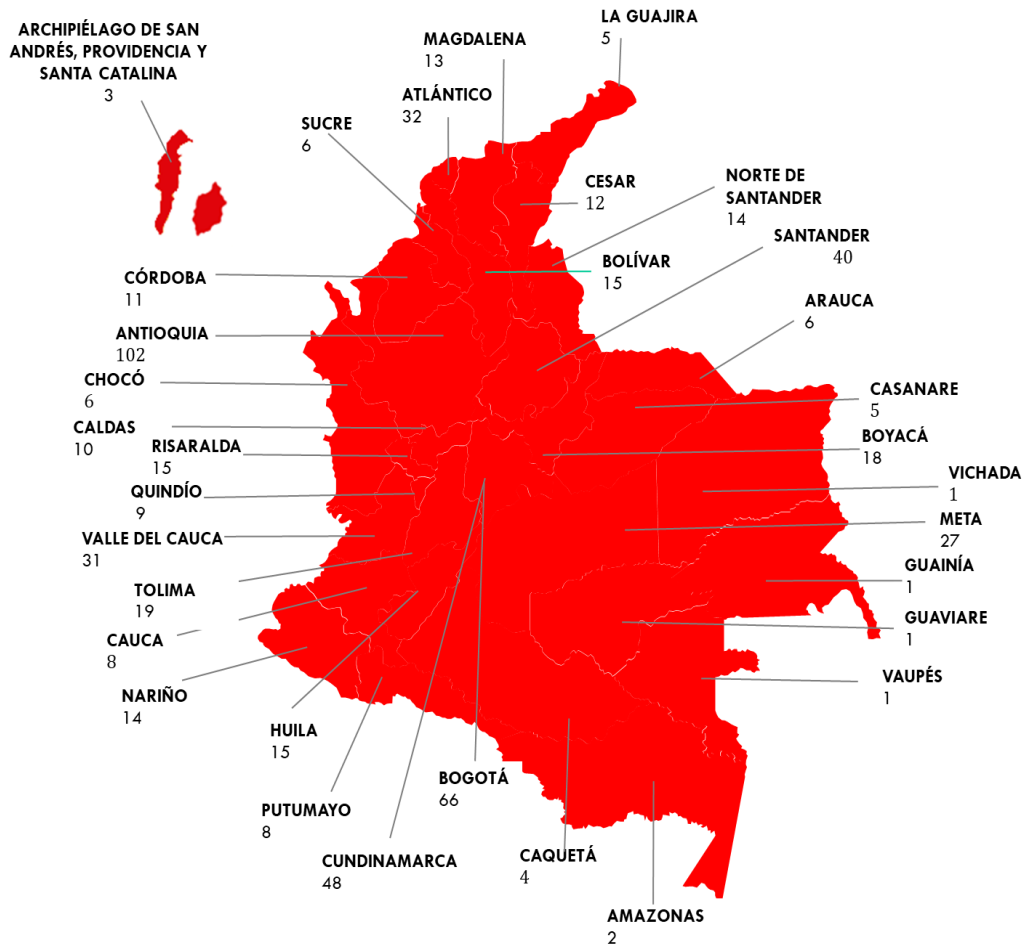 LA GUAJIRA
5
ARCHIPIÉLAGO DE SAN
ANDRÉS, PROVIDENCIA Y
SANTA CATALINA
3
MAGDALENA
13
ATLÁNTICO
32
SUCRE
6
CESAR
12
NORTE DE
SANTANDER
14
SANTANDER
40
BOLÍVAR
15
CÓRDOBA
11
ARAUCA
6
ANTIOQUIA
102
CHOCÓ
6
CASANARE
5
CALDAS
10
BOYACÁ
18
RISARALDA
15
VICHADA
1
QUINDÍO
9
META
27
VALLE DEL CAUCA
31
GUAINÍA
1
TOLIMA
19
GUAVIARE
1
CAUCA
8
VAUPÉS
1
NARIÑO
14
HUILA
15
BOGOTÁ
66
PUTUMAYO
8
CUNDINAMARCA
48
CAQUETÁ
4
AMAZONAS
2